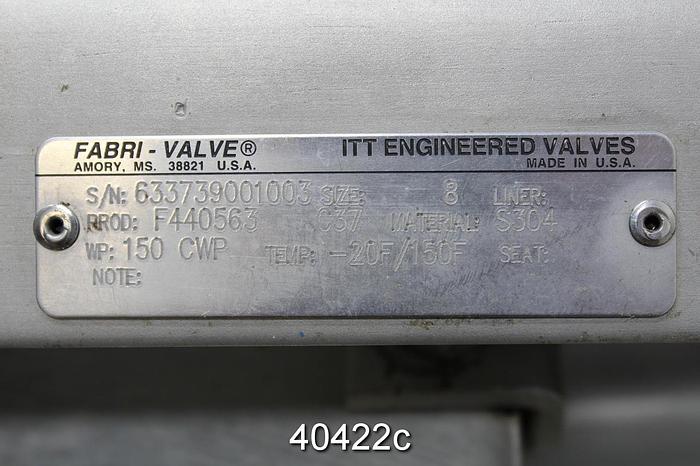 FABRI - VALVE® ITT ENGINEERED VALVES
AMORY, MS. 38821 U.S.A. MADE IN U.S.A.
S/N: 633739001003 SIZE: 8 LINER:
PROD: F440563 C37 MATERIAL: S304
WP: 150 CWP TEMP: -20F/150F SEAT:
NOTE:
40422c